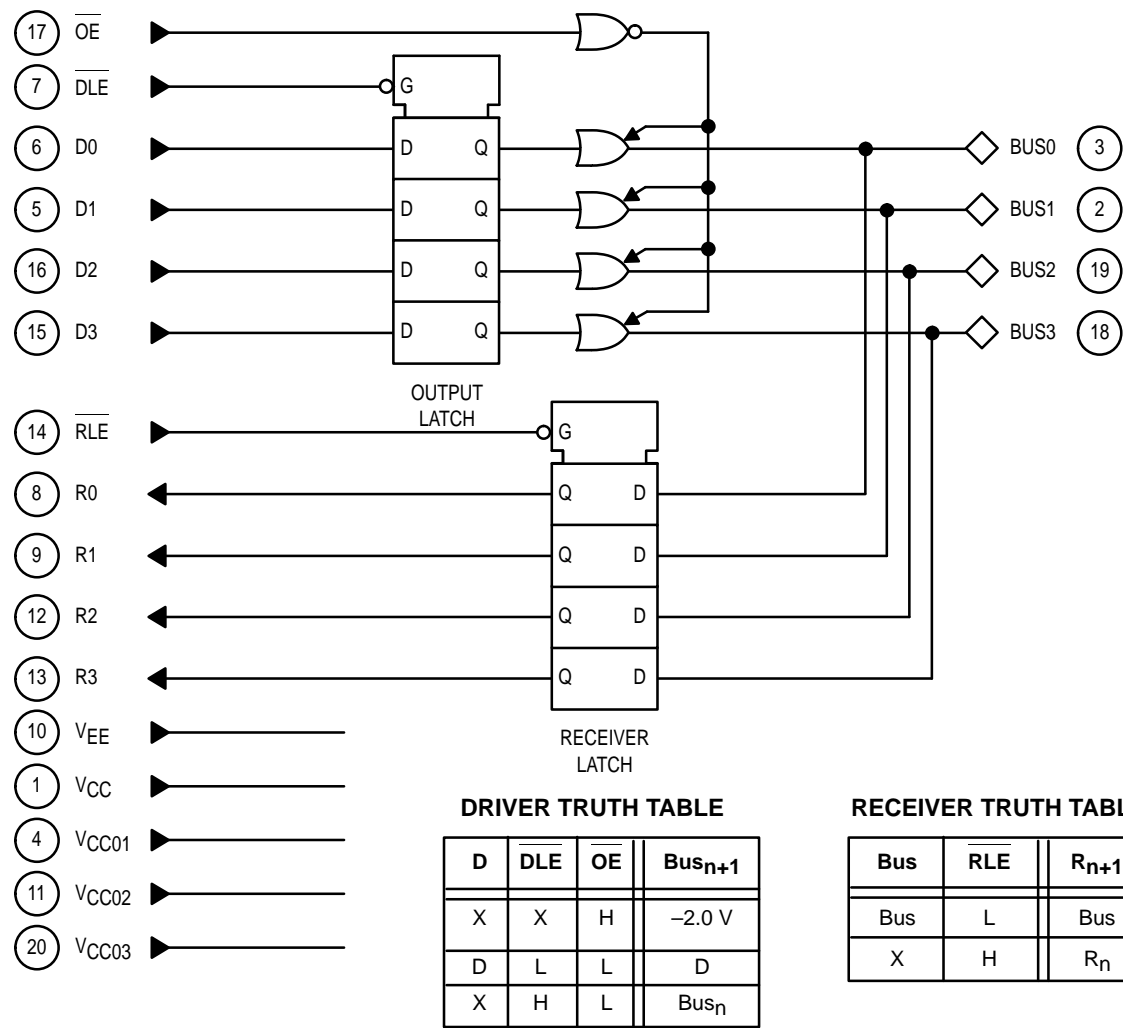 17 OE
7 DLE
G
6 D0 D Q BUS0 3
5 D1 D Q BUS1 2
16 D2 D Q BUS2 19
15 D3 D Q BUS3 18
OUTPUT
LATCH
14 RLE G
8 R0 Q D
9 R1 Q D
12 R2 Q D
13 R3 Q D
RECEIVER
LATCH
10 VEE
1 VCC
4 VCC01
11 VCC02
20 VCC03
DRIVER TRUTH TABLE
D DLE OE Busn+1
X X H –2.0 V
D L L D
X H L Busn
RECEIVER TRUTH TABL
Bus RLE Rn+1
Bus L Bus
X H Rn